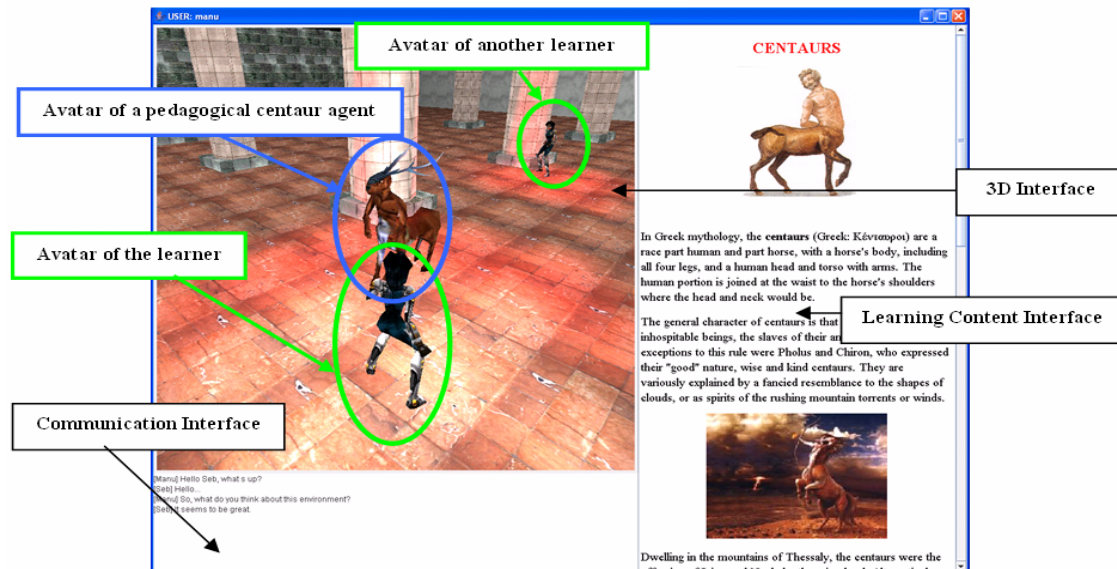 USER: manu
Avatar of another learner
Avatar of a pedagogical centaur agent
Avatar of the learner
Communication Interface
[Manu] Hello Seb, what s up?
[Seb] Hello...
[Manu] So, what do you think about this environment?
[Seb] It seems to be great.
CENTAURS
3D Interface
In Greek mythology, the centaurs (Greek: Κένταυροι) are a
race part human and part horse, with a horse's body, including
all four legs, and a human head and torso with arms. The
human portion is joined at the waist to the horse's shoulders
where the head and neck would be.
Learning Content Interface
The general character of centaurs is that
inhospitable beings, the slaves of their
exceptions to this rule were Pholus and Chiron, who expressed
their "good" nature, wise and kind centaurs. They are
variously explained by a fancied resemblance to the shapes of
clouds, or as spirits of the rushing mountain torrents or winds.
Dwelling in the mountains of Thessaly, the centaurs were the